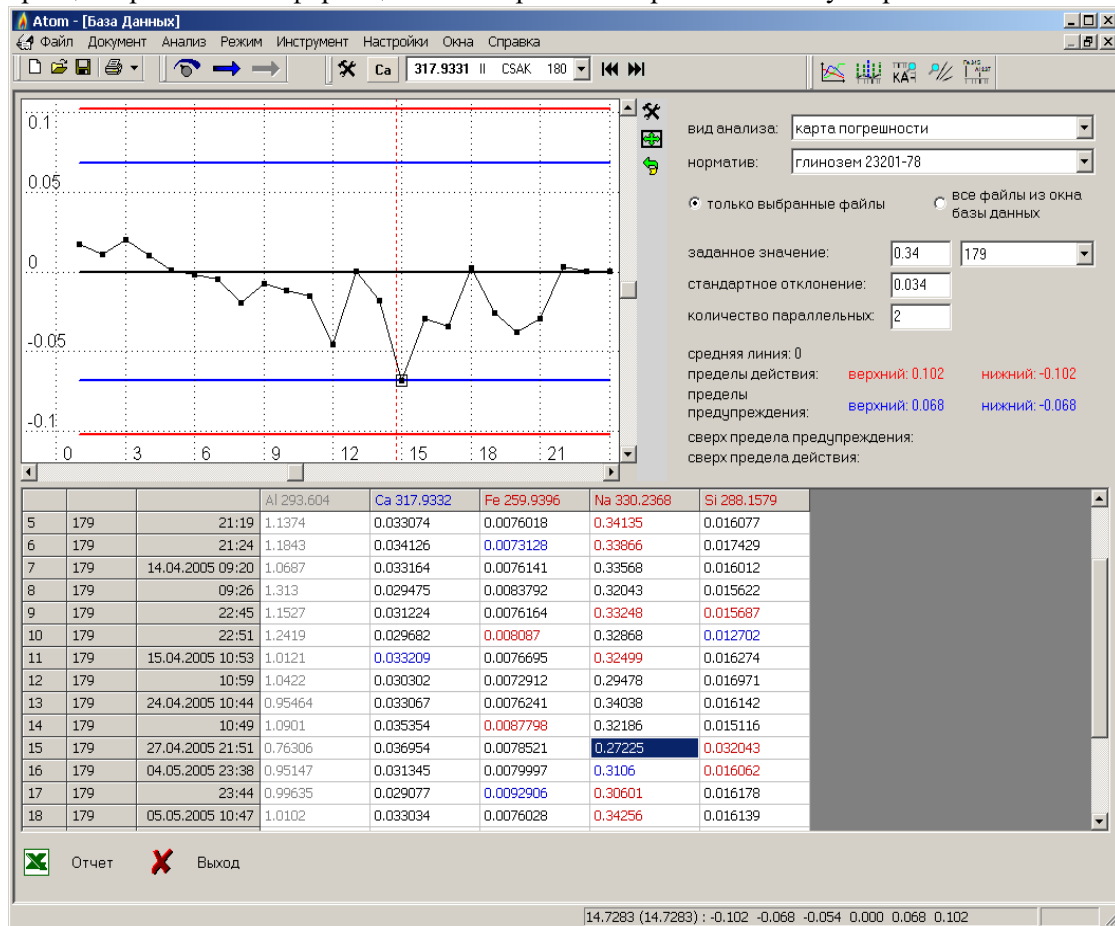 Atom - [База Данных]
Файл Документ Анализ Режим Инструмент Настройки Окна Справка
Ca 317.9331 II CSAK 180
КАЧ
0.1
0.05
0
-0.05
-0.1
0 3 6 9 12 15 18 21
вид анализа: карта погрешности
норматив: глинозем 23201-78
только выбранные файлы
все файлы из окна
базы данных
заданное значение: 0.34 179
стандартное отклонение: 0.034
количество параллельных: 2
средняя линия: 0
пределы действия: верхний: 0.102 нижний: -0.102
пределы
предупреждения: верхний: 0.068 нижний: -0.068
сверх предела предупреждения:
сверх предела действия:
Al 293.604 Ca 317.9332 Fe 259.9396 Na 330.2368 Si 288.1579
5 179 21:19 1.1374 0.033074 0.0076018 0.34135 0.016077
6 179 21:24 1.1843 0.034126 0.0073128 0.33866 0.017429
7 179 14.04.2005 09:20 1.0687 0.033164 0.0076141 0.33568 0.016012
8 179 09:26 1.313 0.029475 0.0083792 0.32043 0.015622
9 179 22:45 1.1527 0.031224 0.0076164 0.33248 0.015687
10 179 22:51 1.2419 0.029682 0.008087 0.32868 0.012702
11 179 15.04.2005 10:53 1.0121 0.033209 0.0076695 0.32499 0.016274
12 179 10:59 1.0422 0.030302 0.0072912 0.29478 0.016971
13 179 24.04.2005 10:44 0.95464 0.033067 0.0076241 0.34038 0.016142
14 179 10:49 1.0901 0.035354 0.0087798 0.32186 0.015116
15 179 27.04.2005 21:51 0.76306 0.036954 0.0078521 0.27225 0.032043
16 179 04.05.2005 23:38 0.95147 0.031345 0.0079997 0.3106 0.016062
17 179 23:44 0.99635 0.029077 0.0092906 0.30601 0.016178
18 179 05.05.2005 10:47 1.0102 0.033034 0.0076028 0.34256 0.016139
Отчет Выход
14.7283 (14.7283) : -0.102 -0.068 -0.054 0.000 0.068 0.102